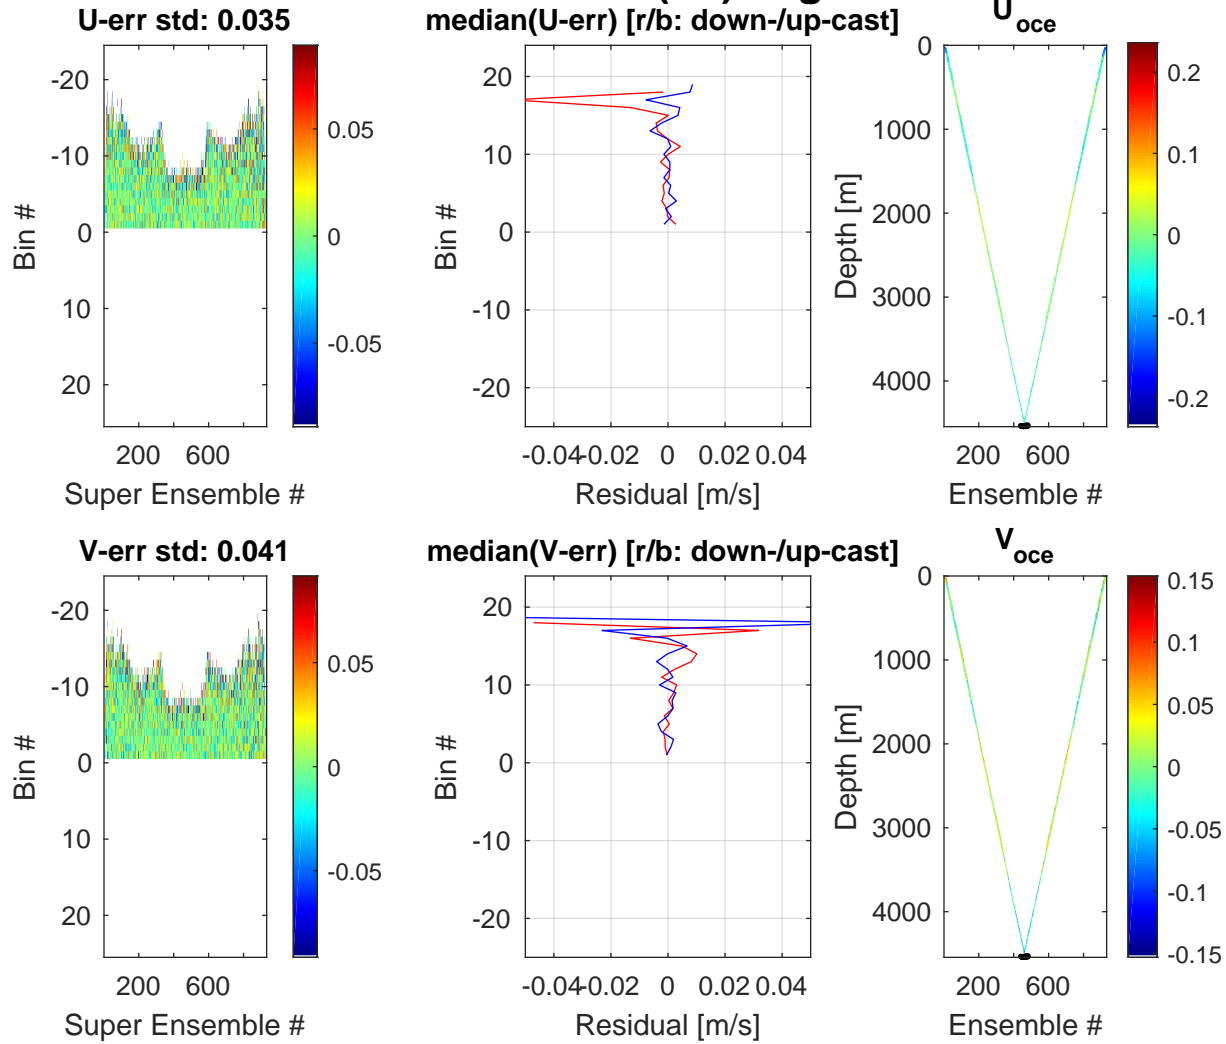 U-err std: 0.035
median(U-err) [r/b: down-/up-cast]
U oce
-20
-10
0
10
20
Bin #
200 600
Super Ensemble #
0.05
0
-0.05
20
10
0
-10
-20
Bin #
-0.04 -0.02 0 0.02 0.04
Residual [m/s]
0
1000
2000
3000
4000
Depth [m]
200 600
Ensemble #
0.2
0.1
0
-0.1
-0.2
V-err std: 0.041
median(V-err) [r/b: down-/up-cast]
V oce
-20
-10
0
10
20
Bin #
200 600
Super Ensemble #
0.05
0
-0.05
20
10
0
-10
-20
Bin #
-0.04 -0.02 0 0.02 0.04
Residual [m/s]
0
1000
2000
3000
4000
Depth [m]
200 600
Ensemble #
0.15
0.1
0.05
0
-0.05
-0.1
-0.15